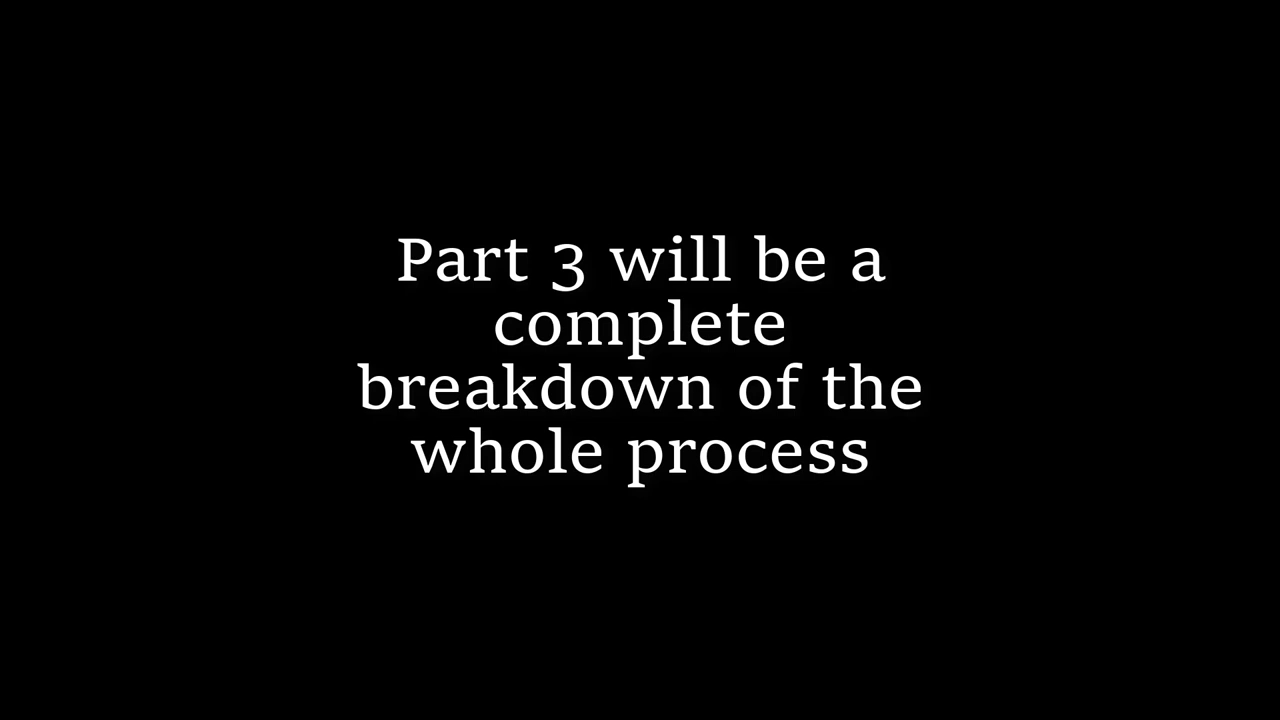 Part 3 will be a
complete
breakdown of the
whole process